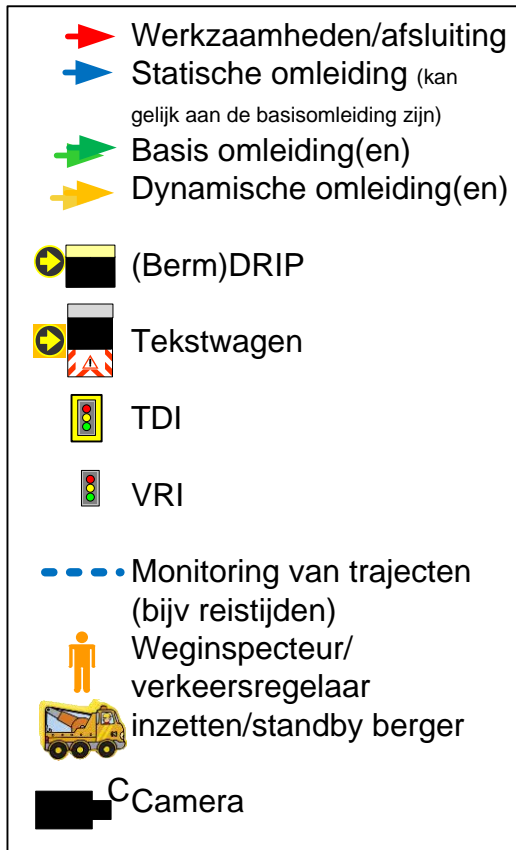 Werkzaamheden/afsluiting
Statische omleiding (kan
gelijk aan de basisomleiding zijn)
Basis omleiding(en)
Dynamische omleiding(en)
(Berm)DRIP
Tekstwagen
TDI
VRI
Monitoring van trajecten
(bijv reistijden)
Weginspecteur/
verkeersregelaar
inzetten/standby berger
C Camera